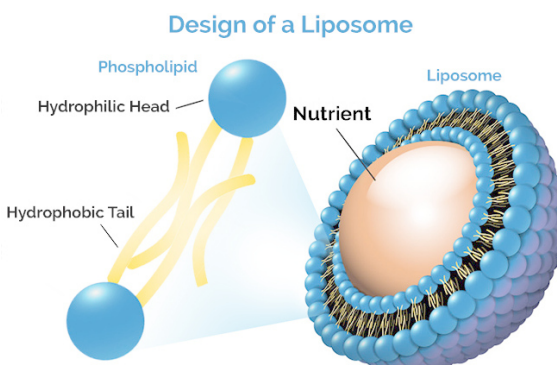 Design of a Liposome
Phospholipid
Liposome
Hydrophilic Head
Nutrient
Hydrophobic Tail